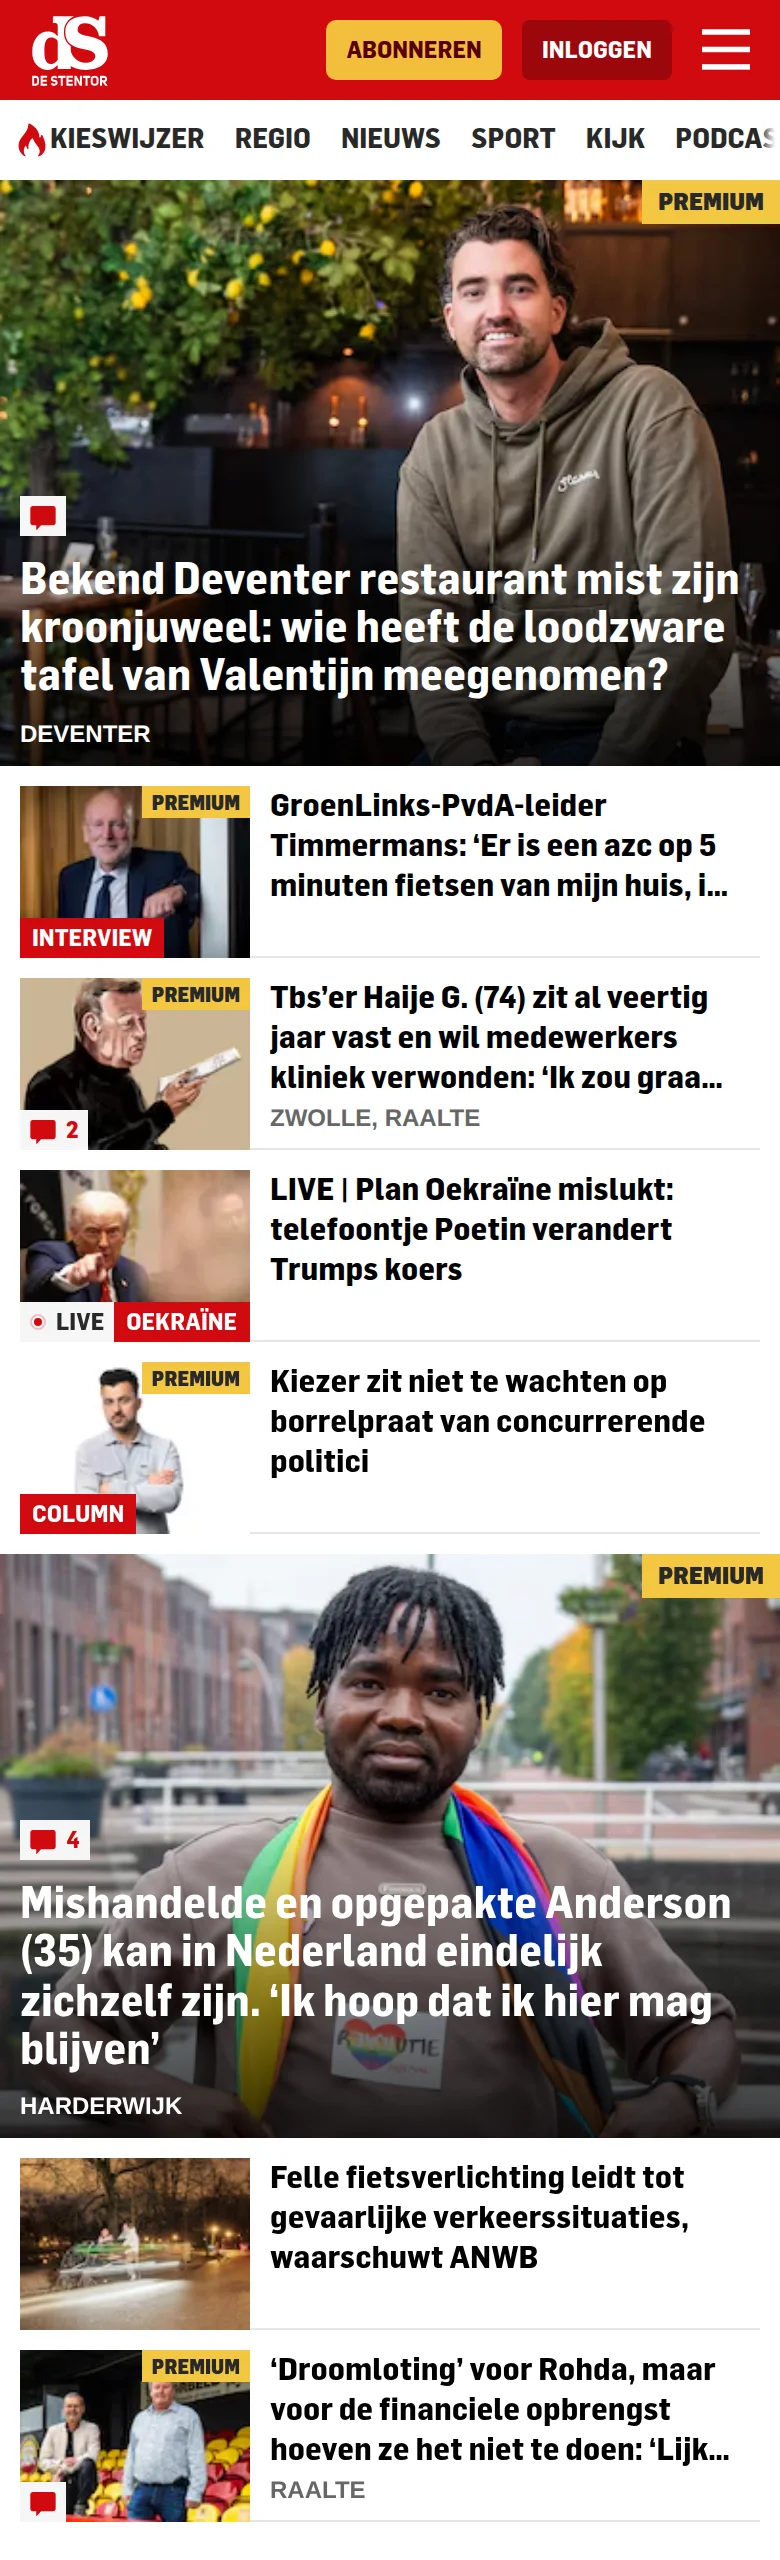 dS
DE STENTOR
ABONNEREN
INLOGGEN
KIESWIJZER REGIO NIEUWS SPORT KIJK PODCAS
PREMIUM
Bekend Deventer restaurant mist zijn
kroonjuweel: wie heeft de loodzware
tafel van Valentijn meegenomen?
DEVENTER
PREMIUM
INTERVIEW
GroenLinks-PvdA-leider
Timmermans: ‘Er is een azc op 5
minuten fietsen van mijn huis, i...
PREMIUM
2
Tbs’er Haije G. (74) zit al veertig
jaar vast en wil medewerkers
kliniek verwonden: ‘Ik zou graa...
ZWOLLE, RAALTE
LIVE OEKRAÏNE
LIVE | Plan Oekraïne mislukt:
telefoontje Poetin verandert
Trumps koers
PREMIUM
COLUMN
Kiezer zit niet te wachten op
borrelpraat van concurrerende
politici
PREMIUM
4
Mishandelde en opgepakte Anderson
(35) kan in Nederland eindelijk
zichzelf zijn. ‘Ik hoop dat ik hier mag
blijven’
HARDERWIJK
Felle fietsverlichting leidt tot
gevaarlijke verkeerssituaties,
waarschuwt ANWB
PREMIUM
‘Droomloting’ voor Rohda, maar
voor de financiele opbrengst
hoeven ze het niet te doen: ‘Lijk...
RAALTE